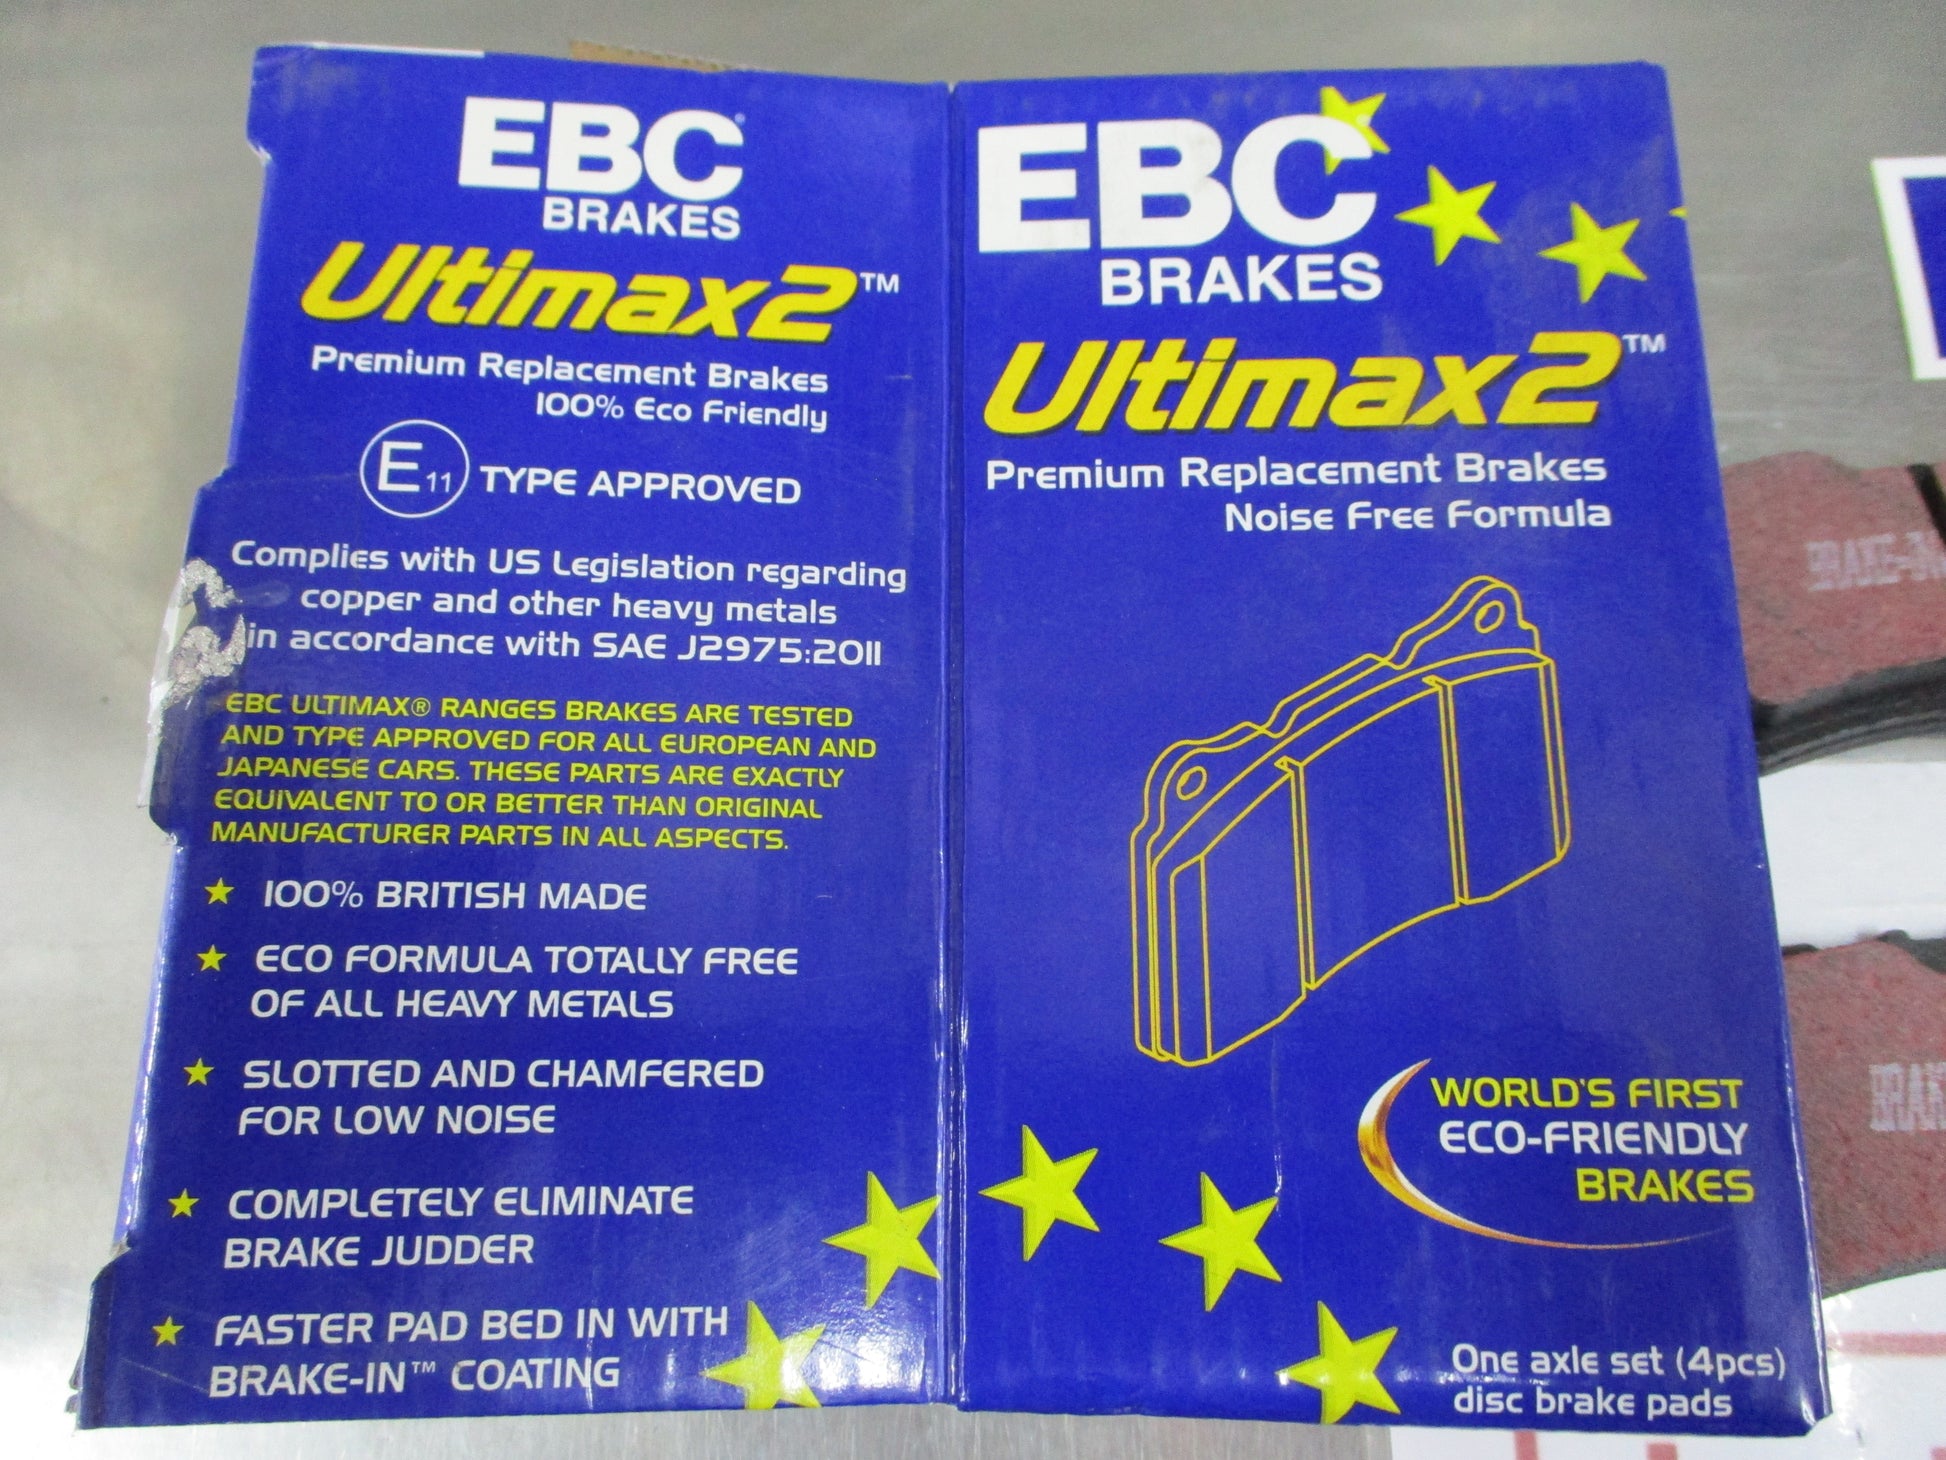 EBC
BRAKES
Ultimax2™
Premium Replacement Brakes
100% Eco Friendly
E11 TYPE APPROVED
Complies with US Legislation regarding
copper and other heavy metals
in accordance with SAE J2975:2011
EBC ULTIMAX® RANGES BRAKES ARE TESTED
AND TYPE APPROVED FOR ALL EUROPEAN AND
JAPANESE CARS. THESE PARTS ARE EXACTLY
EQUIVALENT TO OR BETTER THAN ORIGINAL
MANUFACTURER PARTS IN ALL ASPECTS.
★ 100% BRITISH MADE
★ ECO FORMULA TOTALLY FREE
OF ALL HEAVY METALS
★ SLOTTED AND CHAMFERED
FOR LOW NOISE
★ COMPLETELY ELIMINATE
BRAKE JUDDER
★ FASTER PAD BED IN WITH
BRAKE-IN™ COATING
EBC
BRAKES
Ultimax2™
Premium Replacement Brakes
Noise Free Formula
WORLD'S FIRST
ECO-FRIENDLY
BRAKES
One axle set (4pcs)
disc brake pads